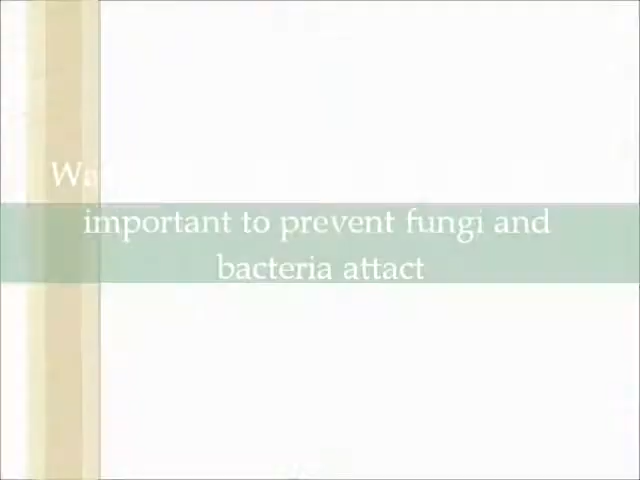 important to prevent fungi and
bacteria attact